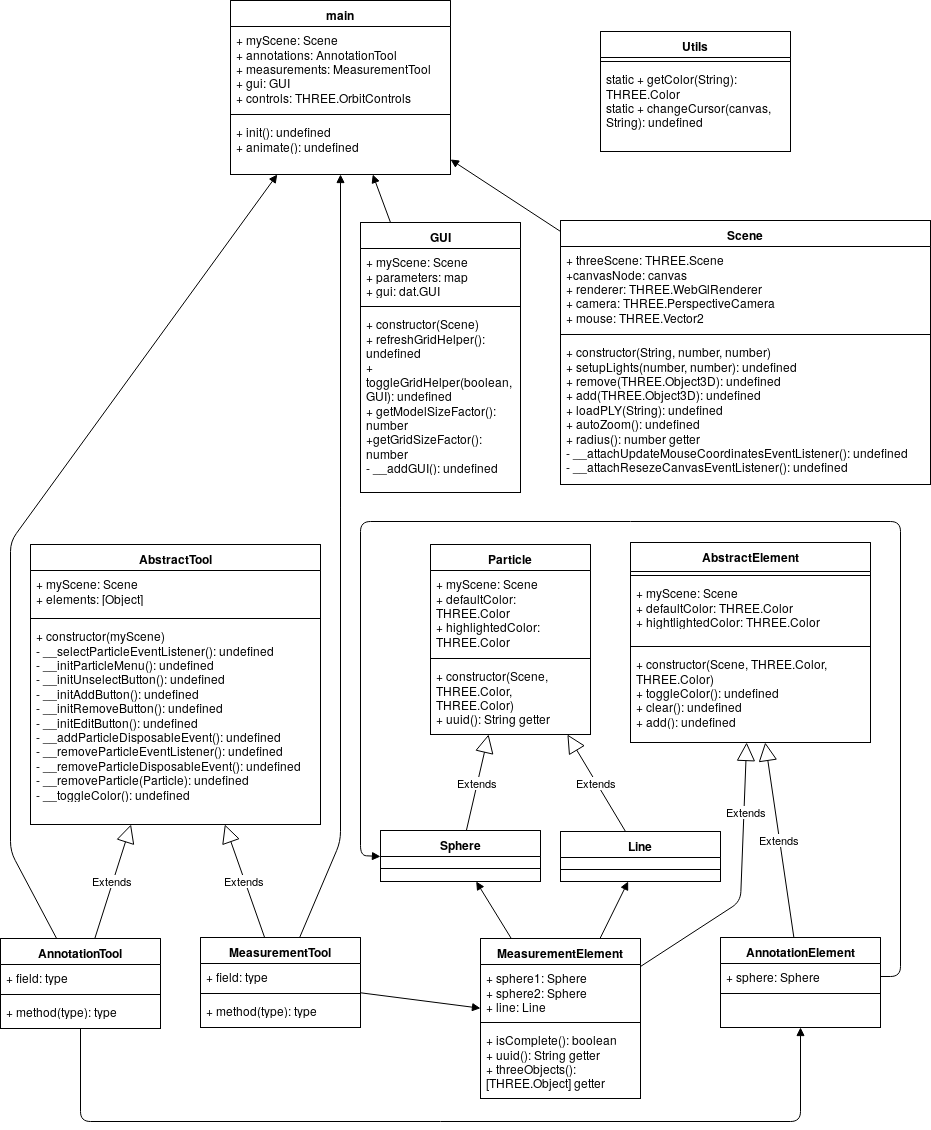 main
+ myScene: Scene
+ annotations: AnnotationTool
+ measurements: MeasurementTool
+ gui: GUI
+ controls: THREE.OrbitControls
+ init(): undefined
+ animate(): undefined
Utils
static + getColor(String):
THREE.Color
static + changeCursor(canvas,
String): undefined
GUI
+ myScene: Scene
+ parameters: map
+ gui: dat.GUI
+ constructor(Scene)
+ refreshGridHelper():
undefined
+
toggleGridHelper(boolean,
GUI): undefined
+ getModelSizeFactor():
number
+getGridSizeFactor():
number
- __addGUI(): undefined
Scene
+ threeScene: THREE.Scene
+canvasNode: canvas
+ renderer: THREE.WebGlRenderer
+ camera: THREE.PerspectiveCamera
+ mouse: THREE.Vector2
+ constructor(String, number, number)
+ setupLights(number, number): undefined
+ remove(THREE.Object3D): undefined
+ add(THREE.Object3D): undefined
+ loadPLY(String): undefined
+ autoZoom(): undefined
+ radius(): number getter
- __attachUpdateMouseCoordinatesEventListener(): undefined
- __attachResezeCanvasEventListener(): undefined
AbstractTool
+ myScene: Scene
+ elements: [Object]
+ constructor(myScene)
- __selectParticleEventListener(): undefined
- __initParticleMenu(): undefined
- __initUnselectButton(): undefined
- __initAddButton(): undefined
- __initRemoveButton(): undefined
- __initEditButton(): undefined
- __addParticleDisposableEvent(): undefined
- __removeParticleEventListener(): undefined
- __removeParticleDisposableEvent(): undefined
- __removeParticle(Particle): undefined
- __toggleColor(): undefined
Particle
+ myScene: Scene
+ defaultColor:
THREE.Color
+ highlightedColor:
THREE.Color
+ constructor(Scene,
THREE.Color,
THREE.Color)
+ uuid(): String getter
AbstractElement
+ myScene: Scene
+ defaultColor: THREE.Color
+ hightlightedColor: THREE.Color
+ constructor(Scene, THREE.Color,
THREE.Color)
+ toggleColor(): undefined
+ clear(): undefined
+ add(): undefined
Extends
Extends
Extends
Extends
Sphere
Line
Extends
Extends
AnnotationTool
+ field: type
+ method(type): type
MeasurementTool
+ field: type
+ method(type): type
MeasurementElement
+ sphere1: Sphere
+ sphere2: Sphere
+ line: Line
+ isComplete(): boolean
+ uuid(): String getter
+ threeObjects():
[THREE.Object] getter
AnnotationElement
+ sphere: Sphere